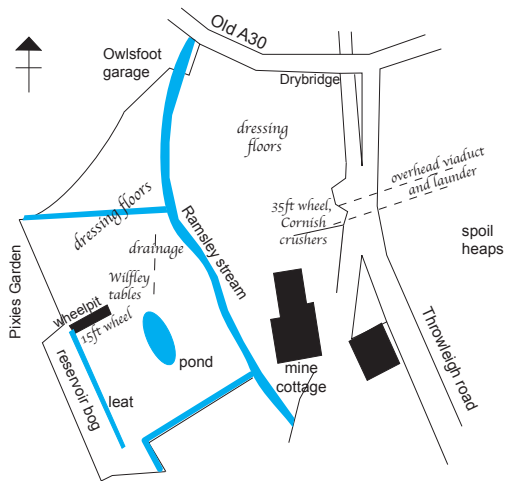 Old A30
Owlsfoot
garage
Drybridge
dressing
floors
overhead viaduct
and launder
35ft wheel,
Cornish
crushers
spoil
heaps
dressing floors
Ramsley stream
drainage
Wilfley
tables
Pixies Garden
wheelpit
15ft wheel
reservoir bog
leat
pond
mine
cottage
Throwleigh road